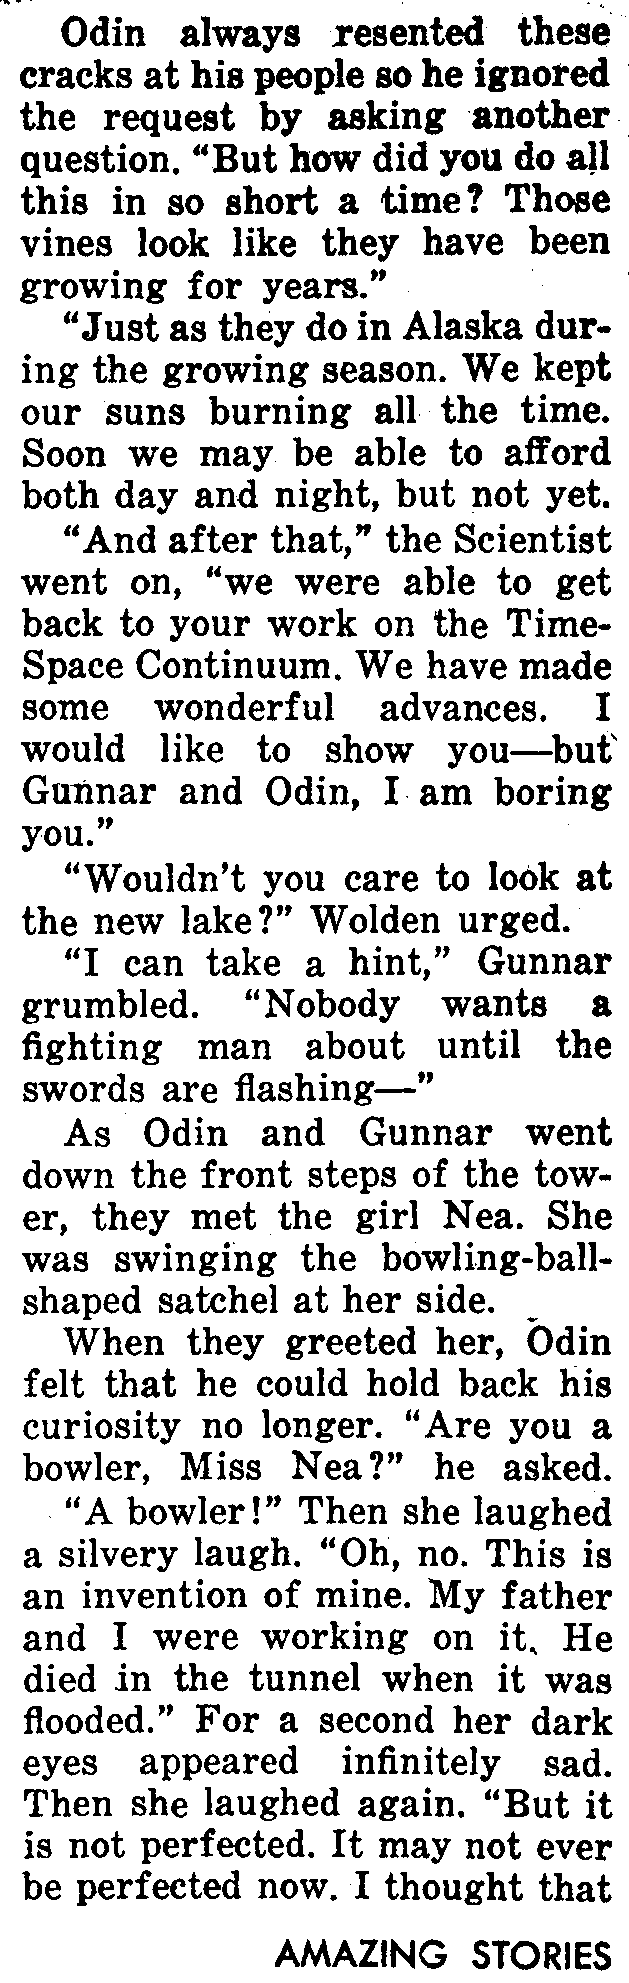 Odin always resented these
cracks at his people so he ignored
the request by asking another
question. “But how did you do all
this in so short a time? Those
vines look like they have been
growing for years.”
“Just as they do in Alaska dur-
ing the growing season. We kept
our suns burning all the time.
Soon we may be able to afford
both day and night, but not yet.
“And after that,” the Scientist
went on, “we were able to get
back to your work on the Time-
Space Continuum. We have made
some wonderful advances. I
would like to show you—but
Gunnar and Odin, I am boring
you.”
“Wouldn't you care to look at
the new lake?” Wolden urged.
“I can take a hint,” Gunnar
grumbled. “Nobody wants a
fighting man about until the
swords are flashing—”
As Odin and Gunnar went
down the front steps of the tow-
er, they met the girl Nea. She
was swinging the bowling-ball-
shaped satchel at her side.
When they greeted her, Odin
felt that he could hold back his
curiosity no longer. “Are you a
bowler, Miss Nea?” he asked.
“A bowler!” Then she laughed
a silvery laugh. “Oh, no. This is
an invention of mine. My father
and I were working on it. He
died in the tunnel when it was
flooded.” For a second her dark
eyes appeared infinitely sad.
Then she laughed again. “But it
is not perfected. It may not ever
be perfected now. I thought that
AMAZING STORIES